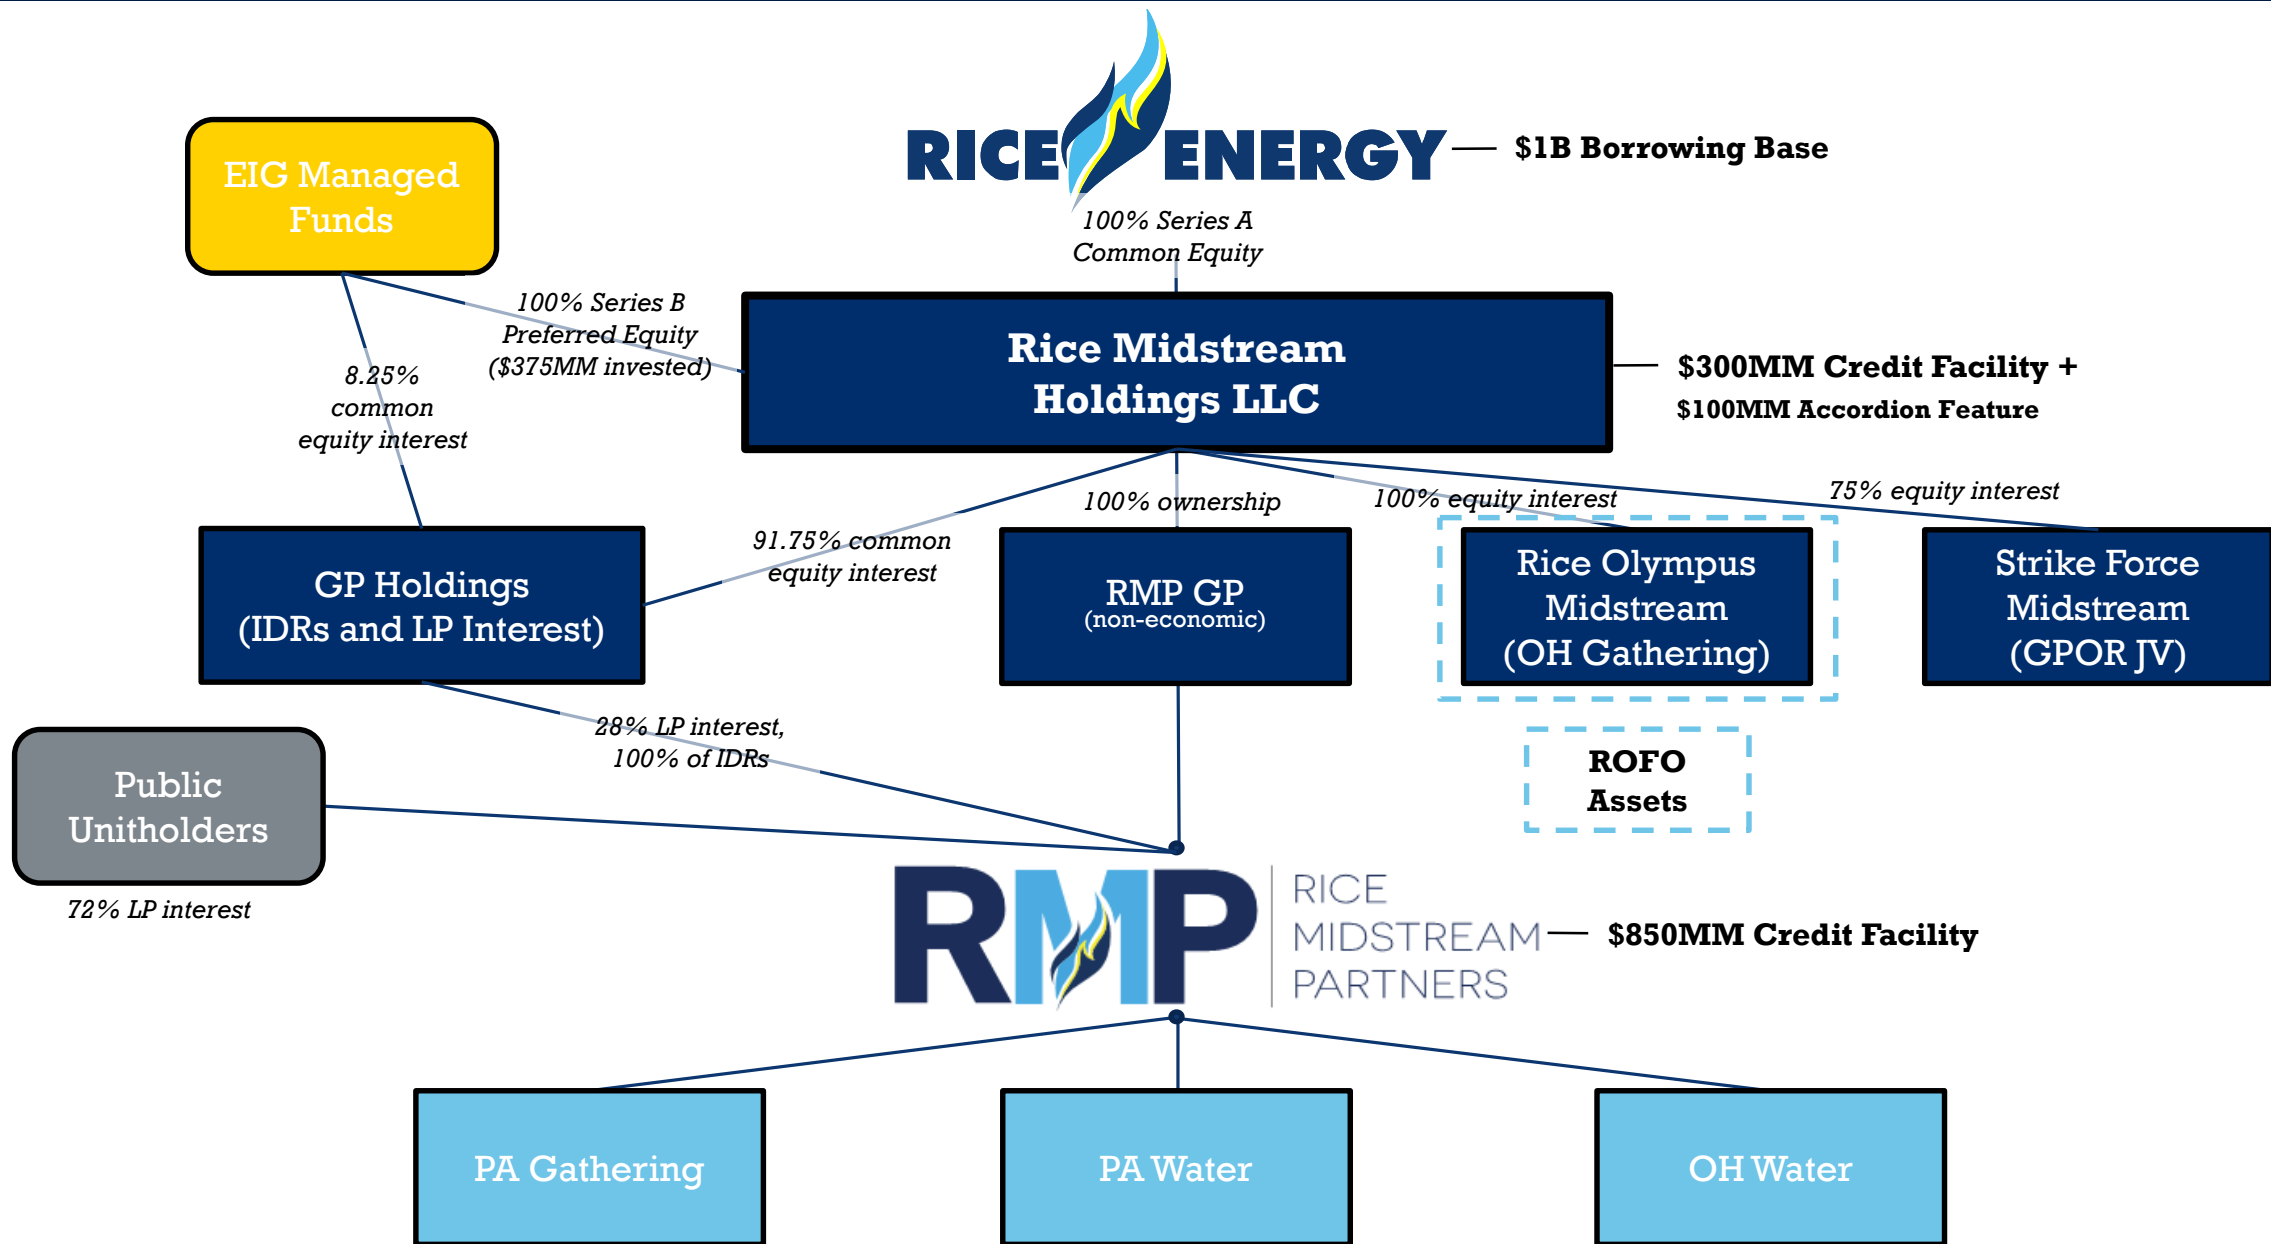 RICE ENERGY
$1B Borrowing Base
EIG Managed
Funds
100% Series A
Common Equity
100% Series B
Preferred Equity
($375MM invested)
Rice Midstream
Holdings LLC
$300MM Credit Facility +
$100MM Accordion Feature
8.25%
common
equity interest
91.75% common
equity interest
100% ownership
100% equity interest
75% equity interest
GP Holdings
(IDRs and LP Interest)
RMP GP
(non-economic)
Rice Olympus
Midstream
(OH Gathering)
Strike Force
Midstream
(GPOR JV)
28% LP interest,
100% of IDRs
ROFO
Assets
Public
Unitholders
72% LP interest
RMP
RICE
MIDSTREAM
PARTNERS
$850MM Credit Facility
PA Gathering
PA Water
OH Water